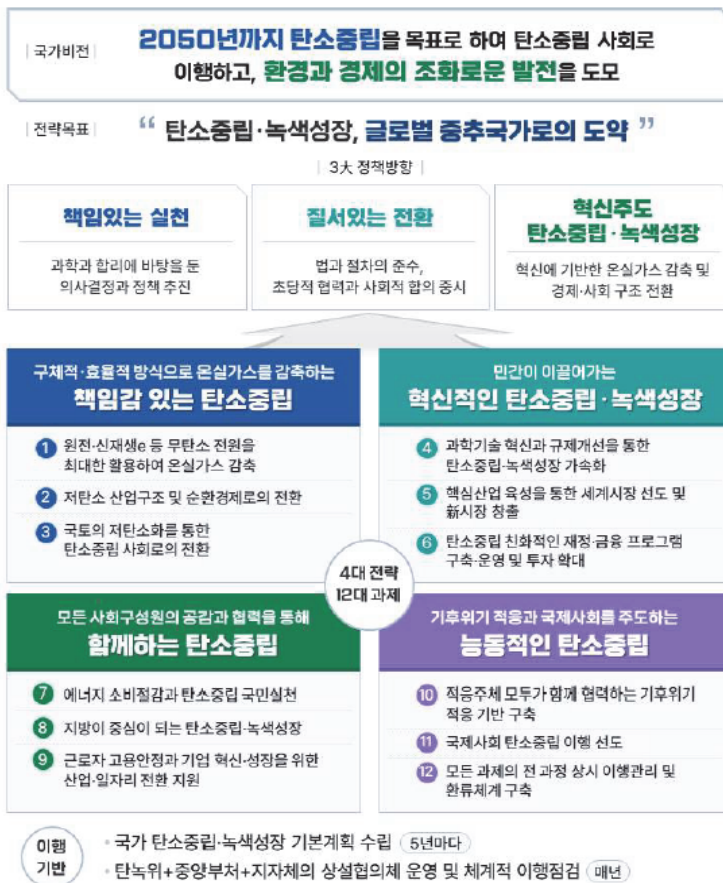 국가비전
2050년까지 탄소중립을 목표로 하여 탄소중립 사회로
이행하고, 환경과 경제의 조화로운 발전을 도모
전략목표
“ 탄소중립·녹색성장, 글로벌 중추국가로의 도약 ”
3大 정책방향
책임있는 실천
과학과 합리에 바탕을 둔
의사결정과 정책 추진
질서있는 전환
법과 절차의 준수,
초당적 협력과 사회적 합의 중시
혁신주도
탄소중립·녹색성장
혁신에 기반한 온실가스 감축 및
경제·사회 구조 전환
구체적·효율적 방식으로 온실가스를 감축하는
책임감 있는 탄소중립
1 원전·신재생e 등 무탄소 전원을
최대한 활용하여 온실가스 감축
2 저탄소 산업구조 및 순환경제로의 전환
3 국토의 저탄소화를 통한
탄소중립 사회로의 전환
민간이 이끌어가는
혁신적인 탄소중립·녹색성장
4 과학기술 혁신과 규제개선을 통한
탄소중립·녹색성장 가속화
5 핵심산업 육성을 통한 세계시장 선도 및
新시장 창출
6 탄소중립 친화적인 재정·금융 프로그램
구축·운영 및 투자 확대
4대 전략
12대 과제
모든 사회구성원의 공감과 협력을 통해
함께하는 탄소중립
7 에너지 소비절감과 탄소중립 국민실천
8 지방이 중심이 되는 탄소중립·녹색성장
9 근로자 고용안정과 기업 혁신·성장을 위한
산업·일자리 전환 지원
기후위기 적응과 국제사회를 주도하는
능동적인 탄소중립
10 적응주체 모두가 함께 협력하는 기후위기
적응 기반 구축
11 국제사회 탄소중립 이행 선도
12 모든 과제의 전 과정 상시 이행관리 및
환류체계 구축
이행
기반
· 국가 탄소중립·녹색성장 기본계획 수립 5년마다
· 탄녹위+중앙부처+지자체의 상설협의체 운영 및 체계적 이행점검 매년